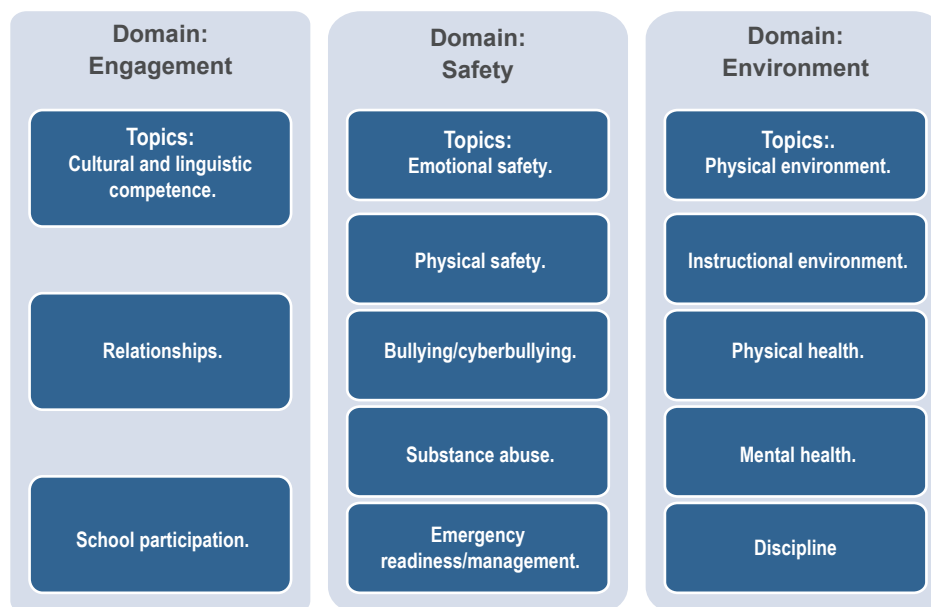 Domain:
Engagement
Topics:
Cultural and linguistic
competence.
Relationships.
School participation.
Domain:
Safety
Topics:
Emotional safety.
Physical safety.
Bullying/cyberbullying.
Substance abuse.
Emergency
readiness/management.
Domain:
Environment
Topics:.
Physical environment.
Instructional environment.
Physical health.
Mental health.
Discipline